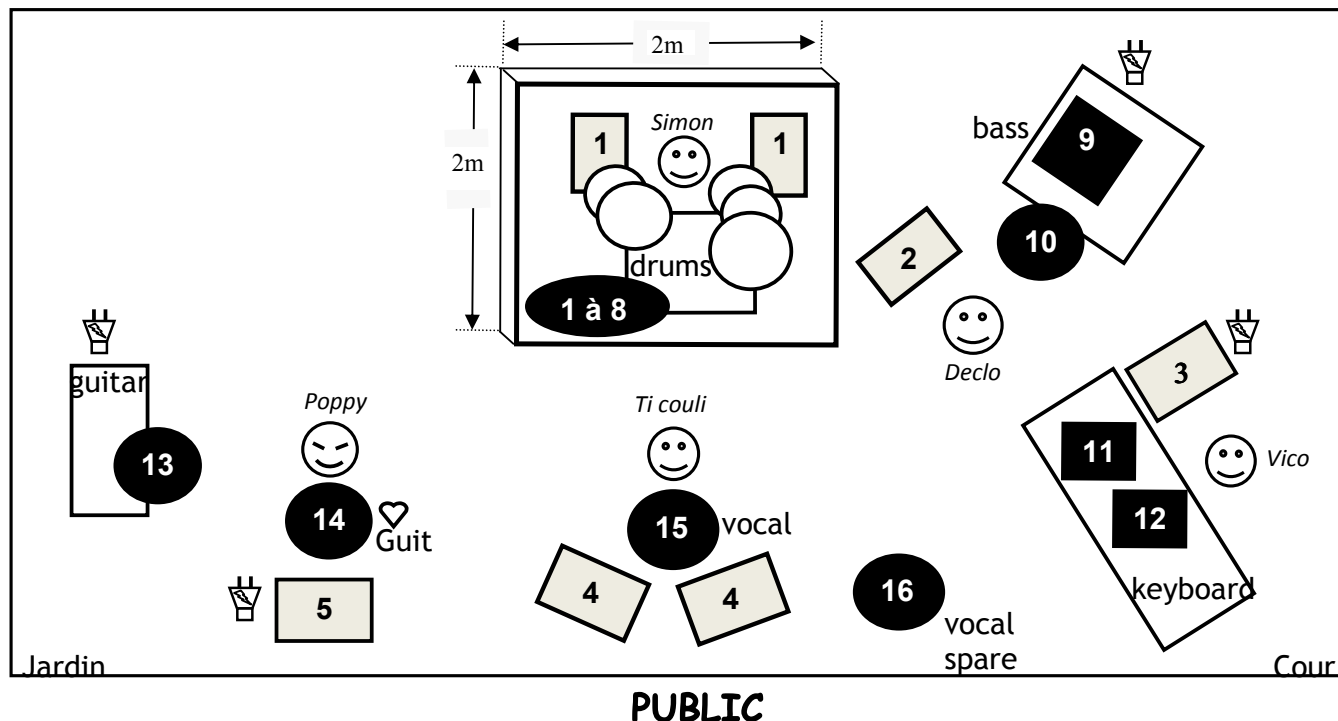 2m
2m
Simon
1
1
drums
1 à 8
bass
9
10
2
Declo
3
11
12
Vico
keyboard
guitar
13
Poppy
14
Guit
5
Ti couli
15
vocal
4
4
16
vocal
spare
Jardin
Cour
PUBLIC